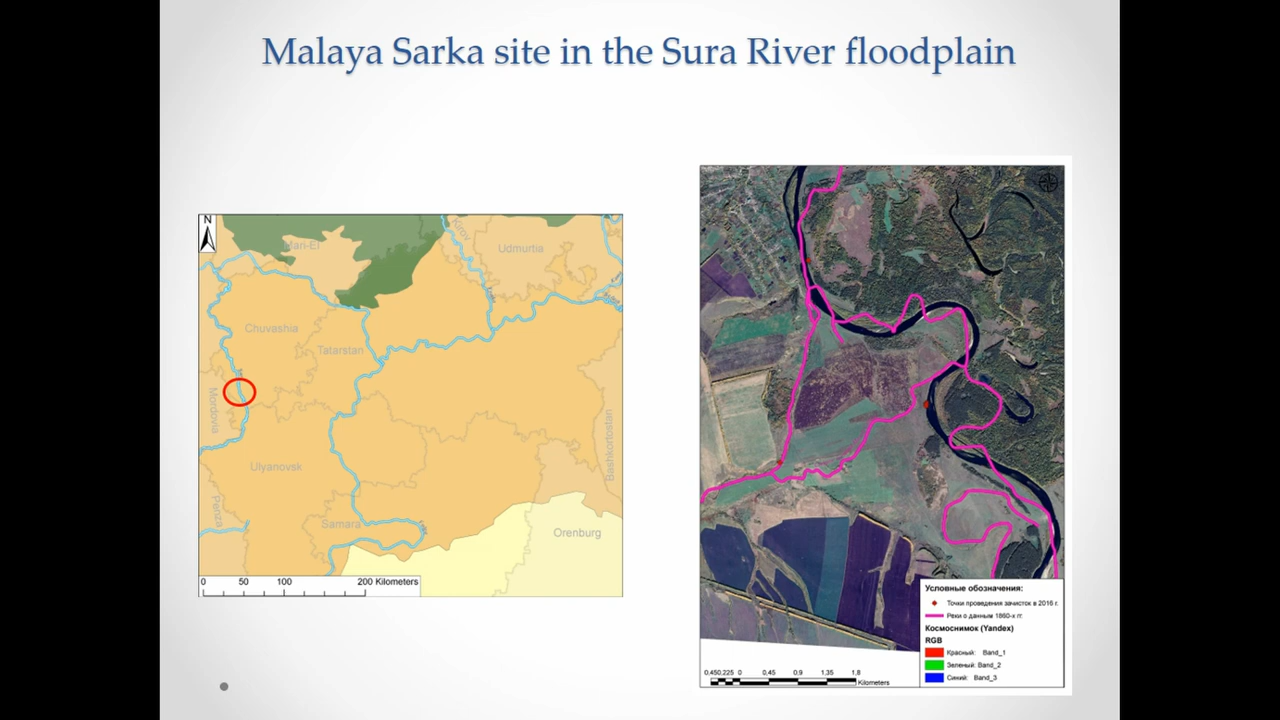 Malaya Sarka site in the Sura River floodplain
N
Mari-El
Kirov
Udmurtia
Chuvashia
Tatarstan
Mordovia
Bashkortostan
Ulyanovsk
Penza
Samara
Orenburg
0 50 100 200 Kilometers
Условные обозначения:
Точки проведения зачисток в 2016 г.
Реки о данным 1860-х гг.
Космоснимок (Yandex)
RGB
Красный: Band_1
Зеленый: Band_2
Синий: Band_3
0,450,225 0 0,45 0,9 1,35 1,8
Kilometers